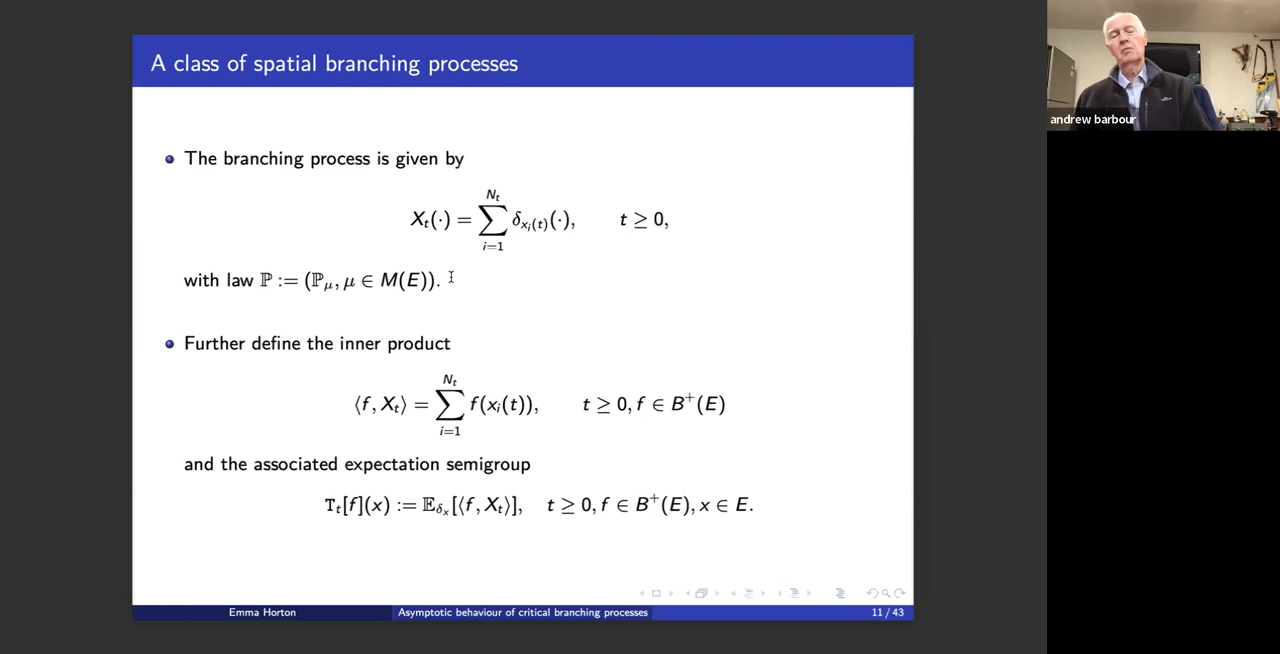 A class of spatial branching processes
The branching process is given by
X_t(·) = ∑_{i=1}^{N_t} δ_{x_i(t)}(·), t ≥ 0,
with law ℙ := (ℙ_μ, μ ∈ M(E)).
Further define the inner product
⟨f, X_t⟩ = ∑_{i=1}^{N_t} f(x_i(t)), t ≥ 0, f ∈ B^+(E)
and the associated expectation semigroup
T_t[f](x) := 𝔼_{δ_x}[⟨f, X_t⟩], t ≥ 0, f ∈ B^+(E), x ∈ E.
Emma Horton Asymptotic behaviour of critical branching processes 11 / 43
andrew barbour